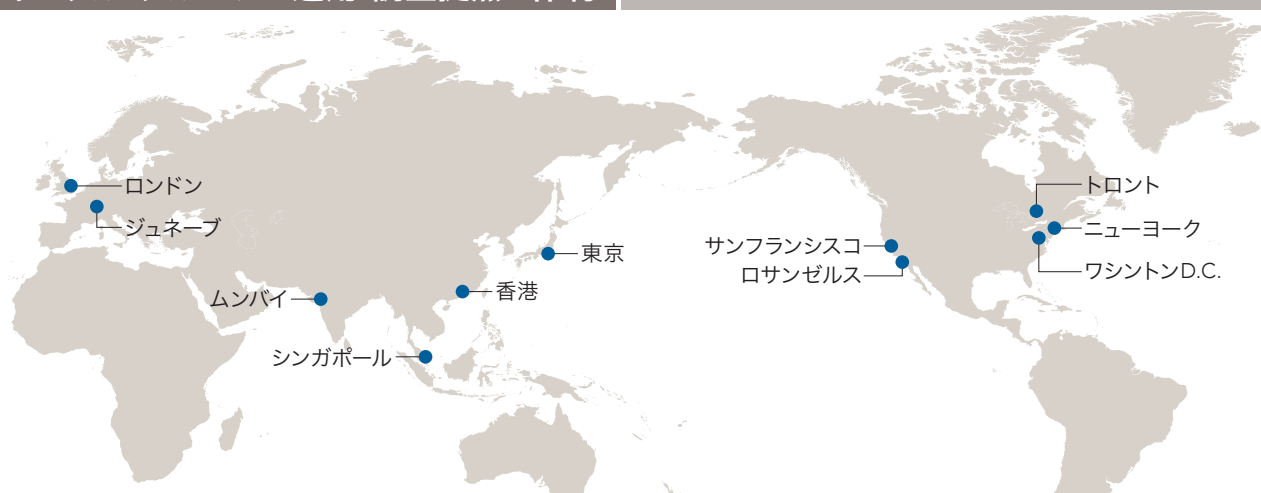 ロンドン
ジュネーブ
東京
香港
ムンバイ
シンガポール
サンフランシスコ
ロサンゼルス
トロント
ニューヨーク
ワシントンD.C.